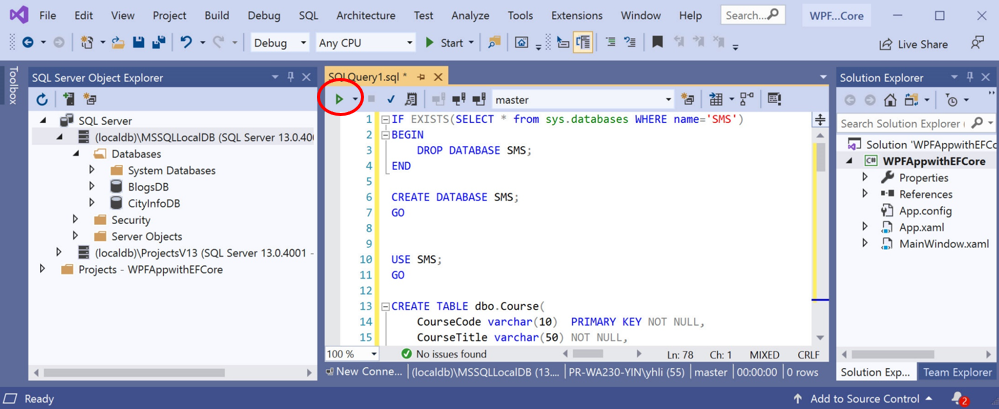 File Edit View Project Build Debug SQL Architecture Test Analyze Tools Extensions Window Help Search... WPF...Core
Debug Any CPU Start Live Share
Toolbox
SQL Server Object Explorer
SQL Server
(localdb)\MSSQLLocalDB (SQL Server 13.0.4001
Databases
System Databases
BlogsDB
CityInfoDB
Security
Server Objects
(localdb)\ProjectsV13 (SQL Server 13.0.4001 -
Projects - WPFAppwithEFCore
SQLQuery1.sql *
master
1 IF EXISTS(SELECT * from sys.databases WHERE name='SMS')
2 BEGIN
3 DROP DATABASE SMS;
4 END
5
6 CREATE DATABASE SMS;
7 GO
8
9
10 USE SMS;
11 GO
12
13 CREATE TABLE dbo.Course(
14 CourseCode varchar(10) PRIMARY KEY NOT NULL,
15 CourseTitle varchar(50) NOT NULL,
100 % No issues found Ln: 78 Ch: 1 MIXED CRLF
New Conne... (localdb)\MSSQLLocalDB (13.... PR-WA230-YIN\yhli (55) master 00:00:00 0 rows
Solution Explorer
Search Solution Explorer
Solution 'WPFAppwithEFC
WPFAppwithEFCore
Properties
References
App.config
App.xaml
MainWindow.xaml
Solution Exp... Team Explorer
Ready Add to Source Control 2